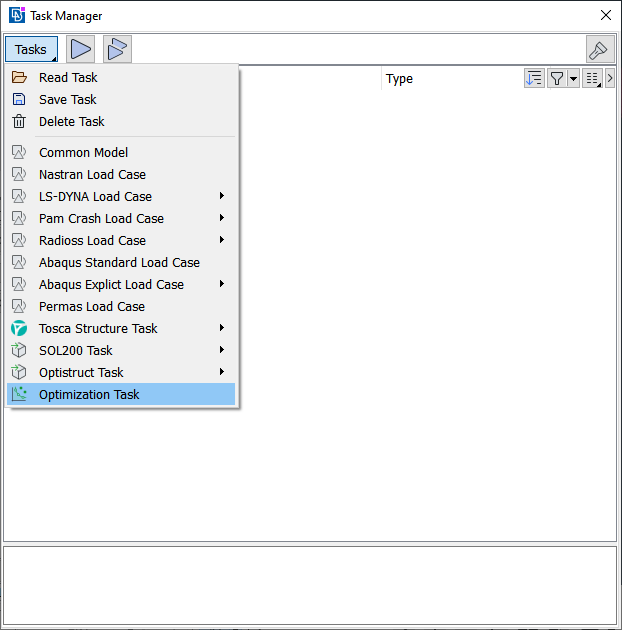 Task Manager
Tasks
Type
Read Task
Save Task
Delete Task
Common Model
Nastran Load Case
LS-DYNA Load Case
Pam Crash Load Case
Radioss Load Case
Abaqus Standard Load Case
Abaqus Explict Load Case
Permas Load Case
Tosca Structure Task
SOL200 Task
Optistruct Task
Optimization Task